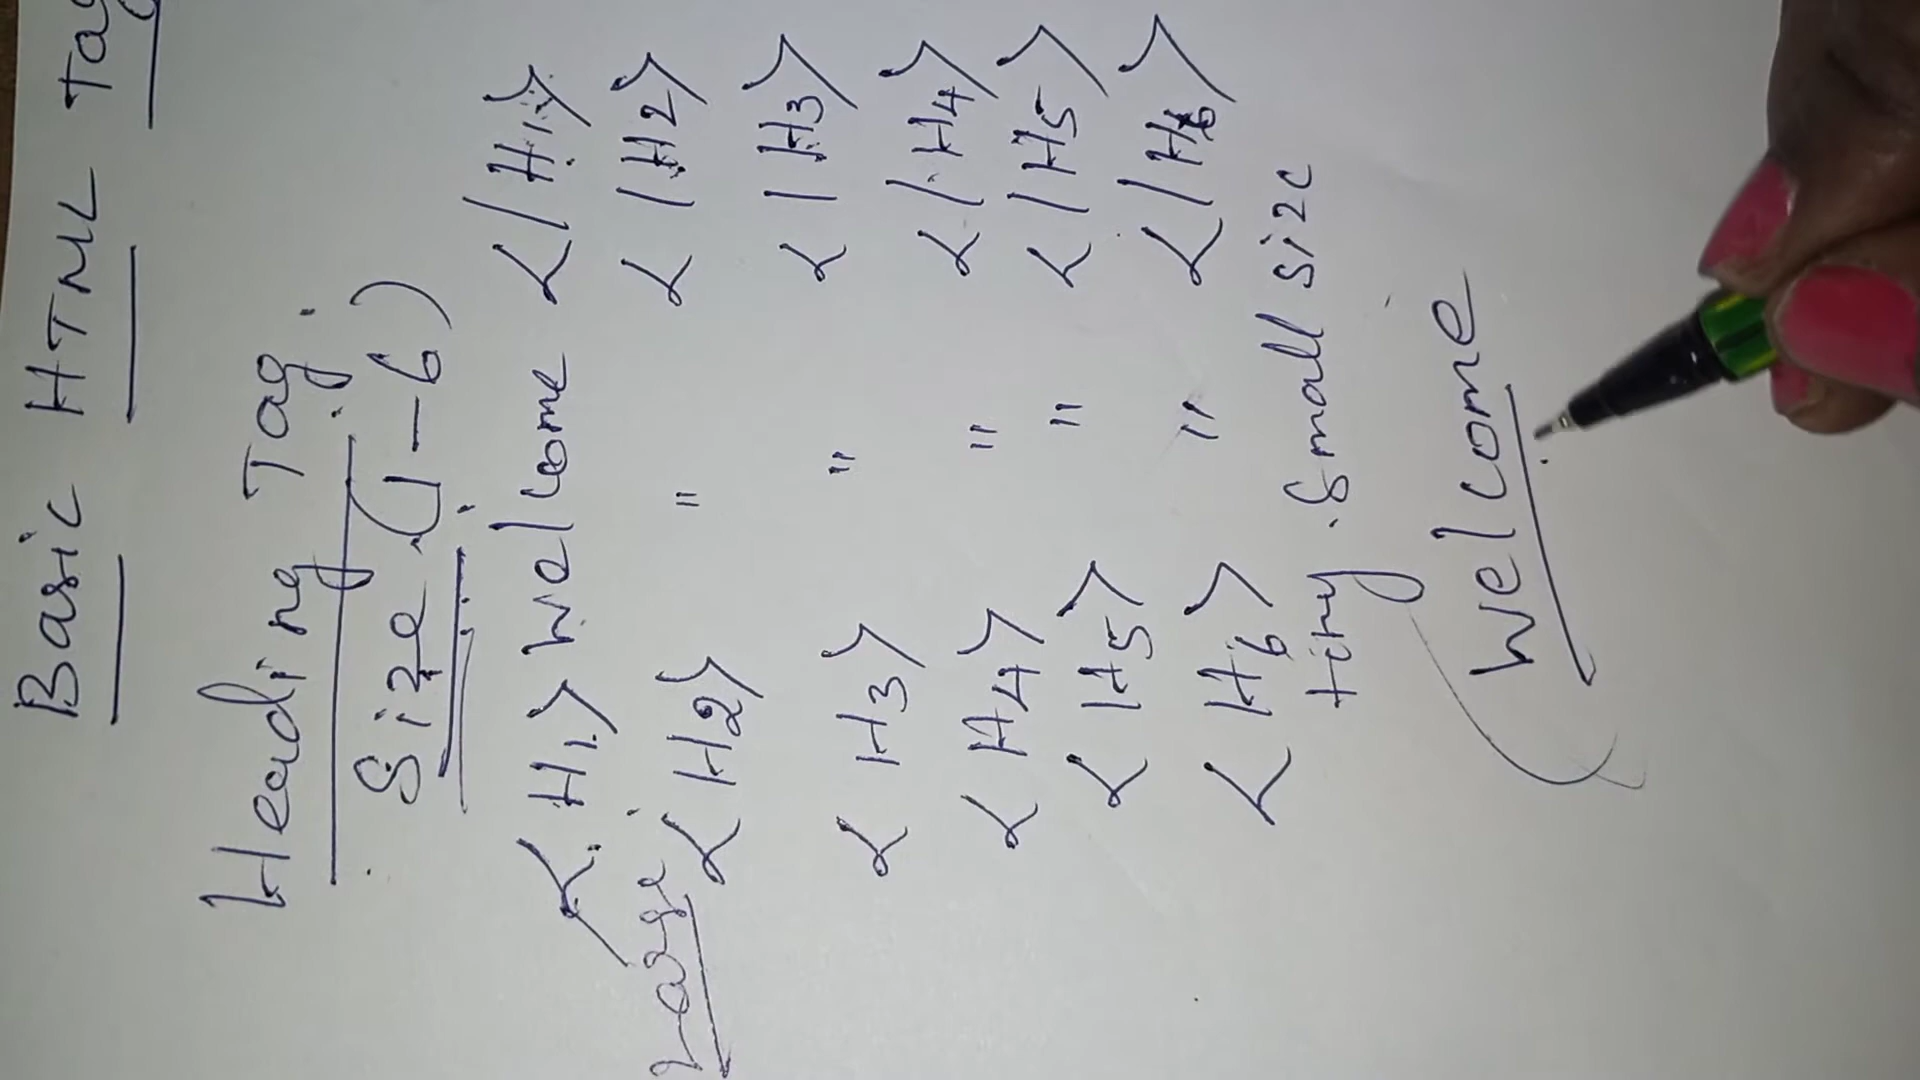 Basic HTML Tag
Heading Tag
Size (1-6)
<H1> Welcome </H1>
Large
<H2> " </H2>
<H3> " </H3>
<H4> " </H4>
<H5> " </H5>
<H6> " </H6>
tiny small size
Welcome